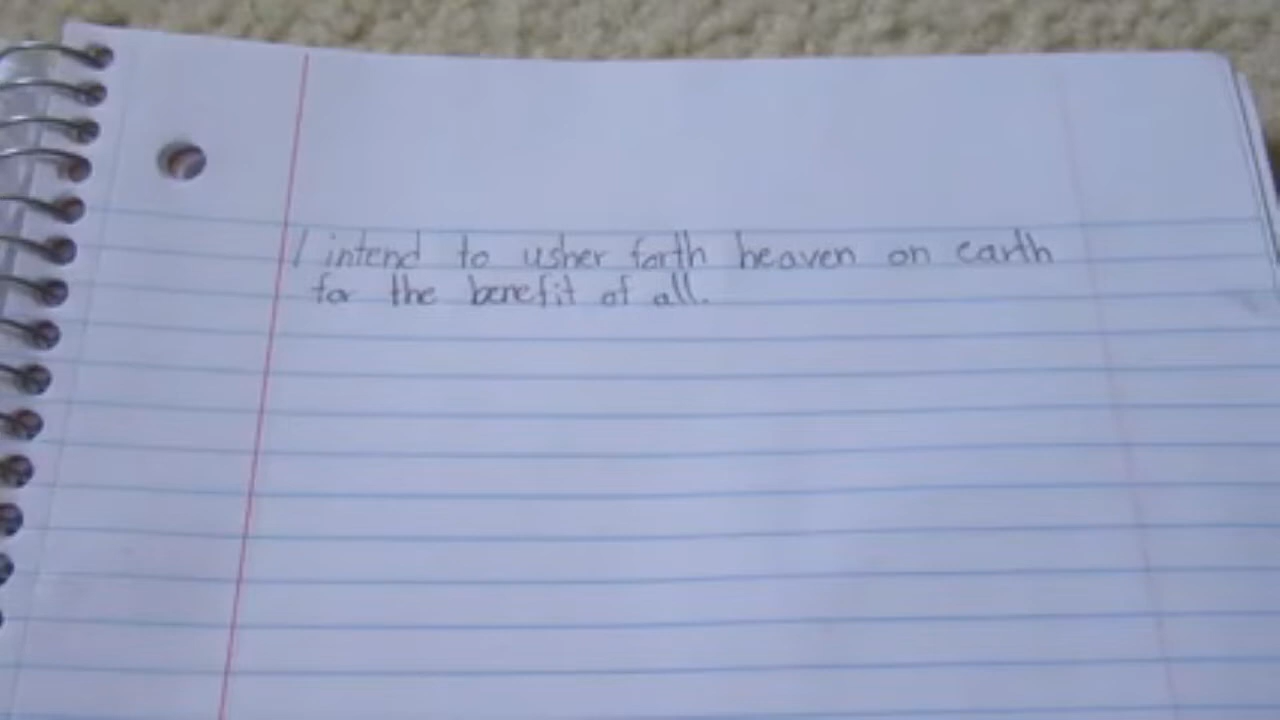 I intend to usher forth heaven on earth
for the benefit of all.